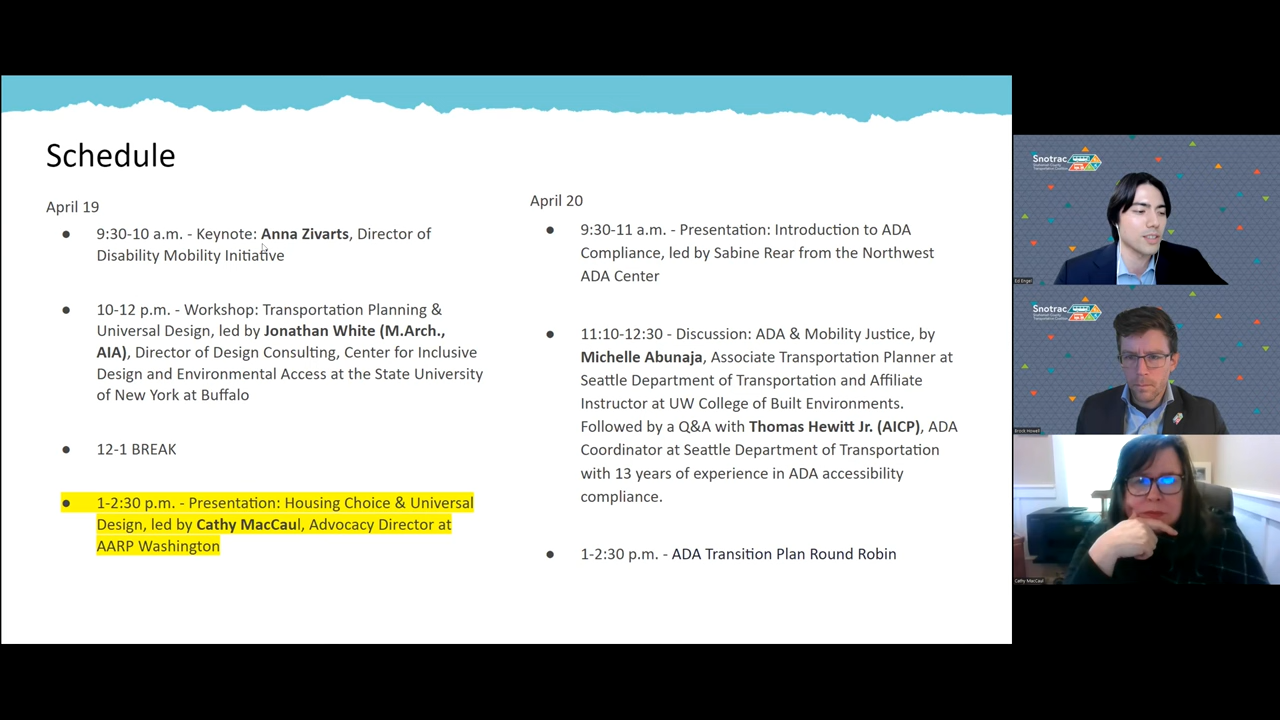 Schedule
April 19
● 9:30-10 a.m. - Keynote: Anna Zivarts, Director of
Disability Mobility Initiative
● 10-12 p.m. - Workshop: Transportation Planning &
Universal Design, led by Jonathan White (M.Arch.,
AIA), Director of Design Consulting, Center for Inclusive
Design and Environmental Access at the State University
of New York at Buffalo
● 12-1 BREAK
● 1-2:30 p.m. - Presentation: Housing Choice & Universal
Design, led by Cathy MacCaul, Advocacy Director at
AARP Washington
April 20
● 9:30-11 a.m. - Presentation: Introduction to ADA
Compliance, led by Sabine Rear from the Northwest
ADA Center
● 11:10-12:30 - Discussion: ADA & Mobility Justice, by
Michelle Abunaja, Associate Transportation Planner at
Seattle Department of Transportation and Affiliate
Instructor at UW College of Built Environments.
Followed by a Q&A with Thomas Hewitt Jr. (AICP), ADA
Coordinator at Seattle Department of Transportation
with 13 years of experience in ADA accessibility
compliance.
● 1-2:30 p.m. - ADA Transition Plan Round Robin
Snotrac
Ed Engel
Snotrac
Brock Howell
Cathy MacCaul